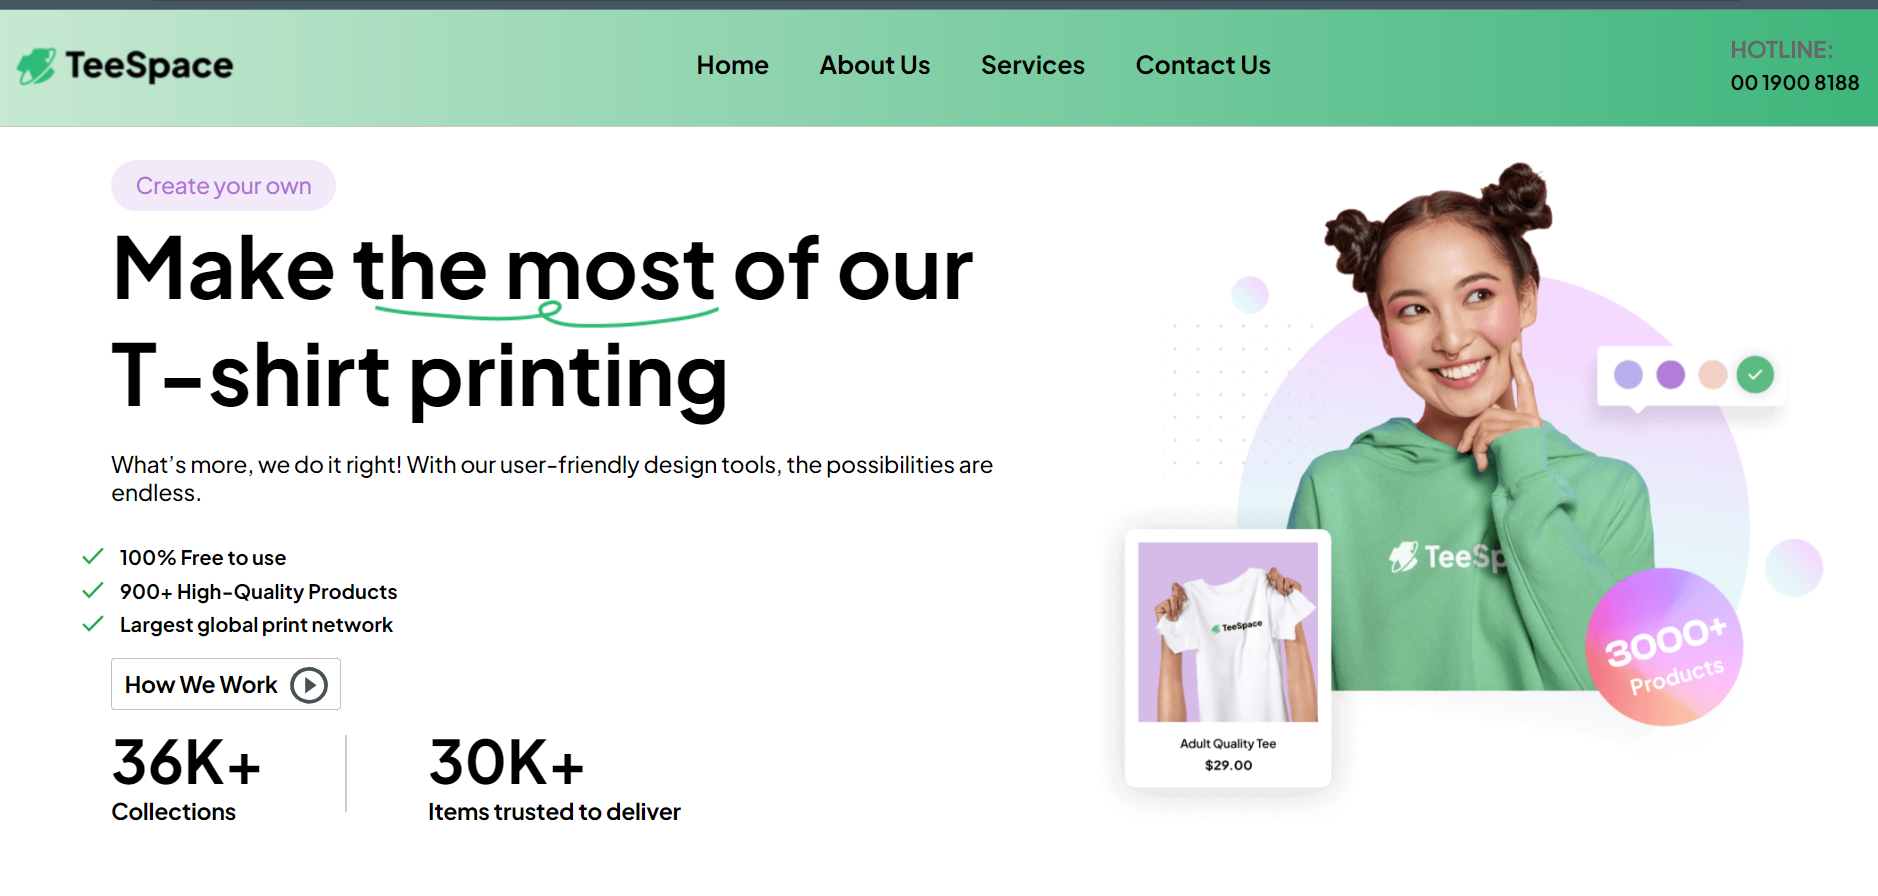 TeeSpace
Home
About Us
Services
Contact Us
HOTLINE:
00 1900 8188
Create your own
Make the most of our
T-shirt printing
What's more, we do it right! With our user-friendly design tools, the possibilities are
endless.
100% Free to use
900+ High-Quality Products
Largest global print network
How We Work
36K+
Collections
30K+
Items trusted to deliver
TeeSp
3000+
Products
TeeSpace
Adult Quality Tee
$29.00